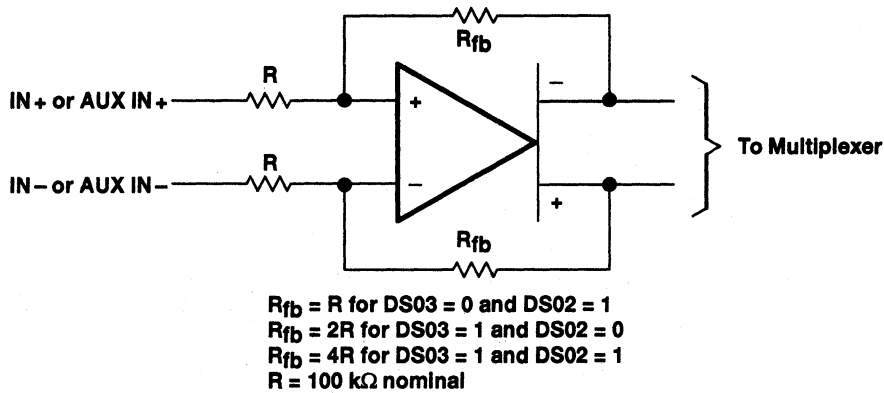 Rfb
R
IN+ or AUX IN+
+
−
To Multiplexer
R
IN− or AUX IN−
−
+
Rfb
Rfb = R for DS03 = 0 and DS02 = 1
Rfb = 2R for DS03 = 1 and DS02 = 0
Rfb = 4R for DS03 = 1 and DS02 = 1
R = 100 kΩ nominal